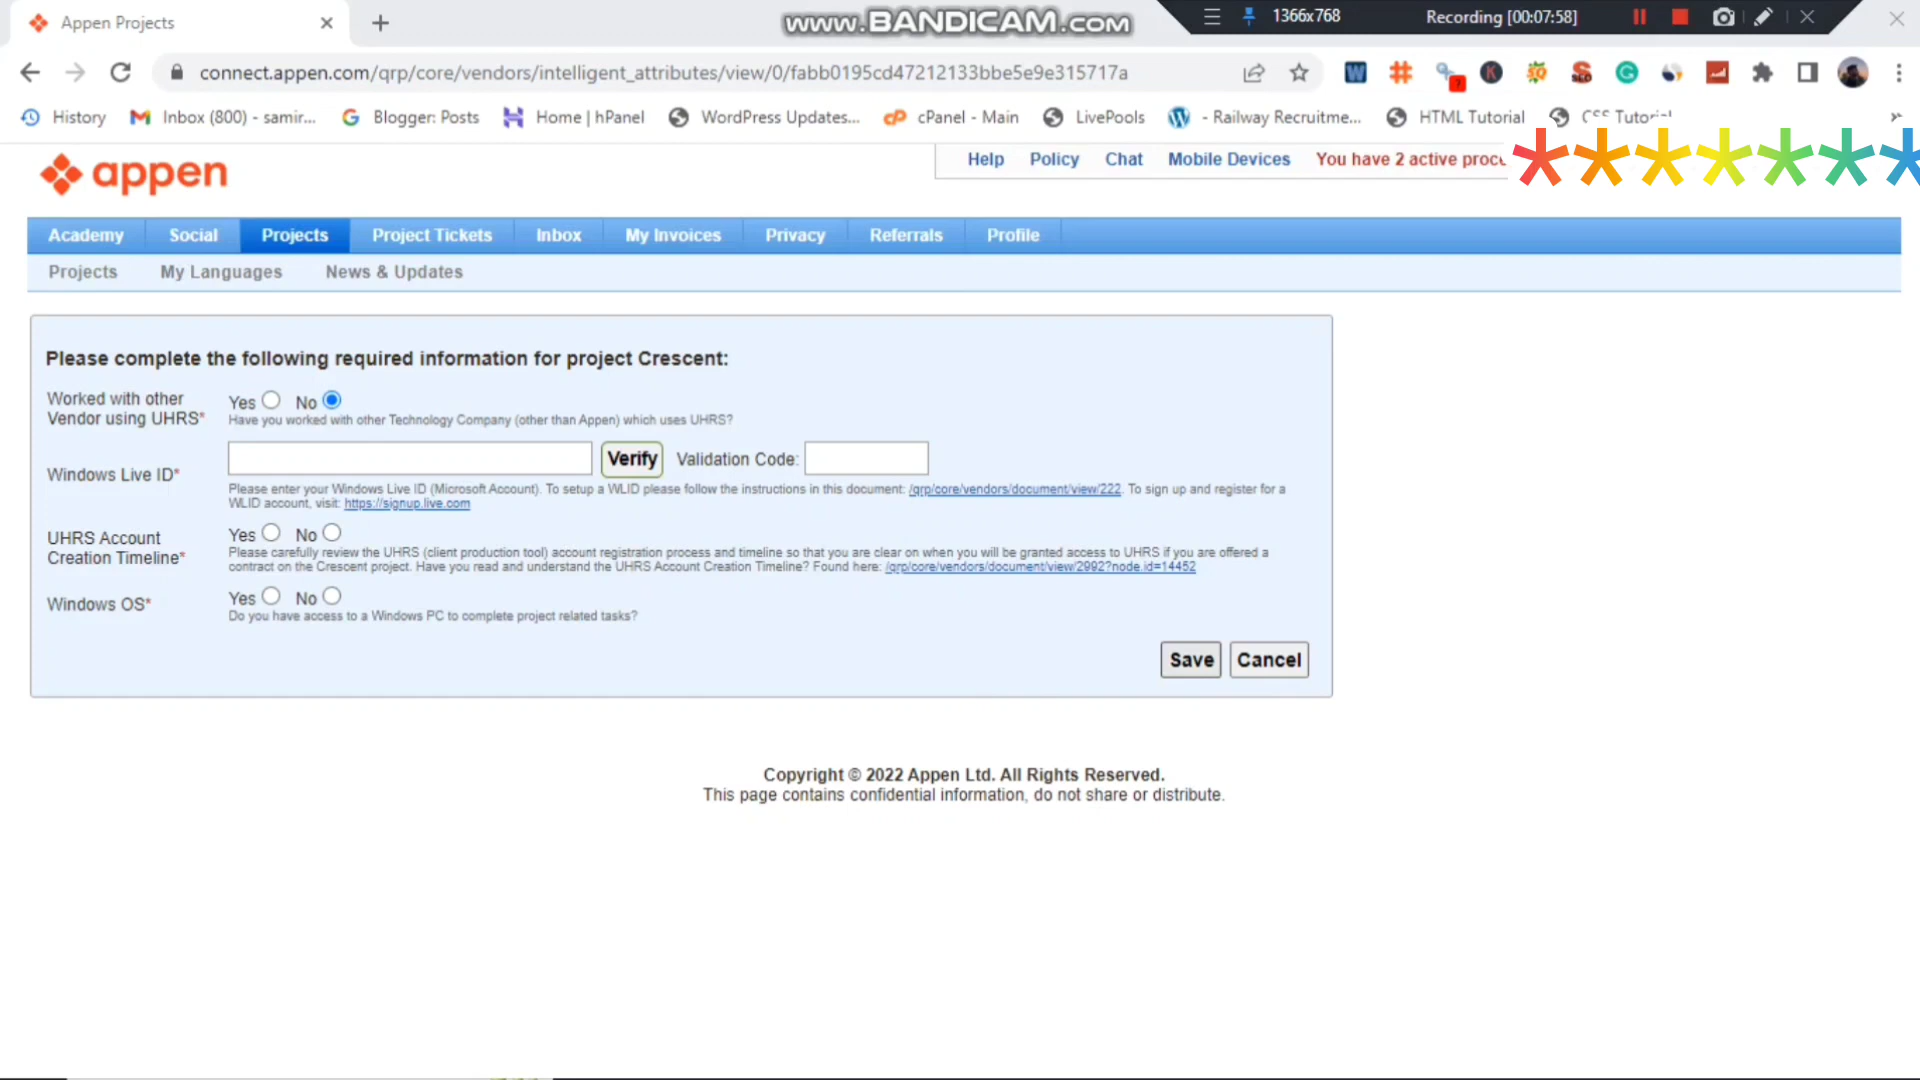 Appen Projects
www.BANDICAM.com
1366x768
Recording [00:07:58]
connect.appen.com/qrp/core/vendors/intelligent_attributes/view/0/fabb0195cd47212133bbe5e9e315717a
History
Inbox (800) - samir...
Blogger: Posts
Home | hPanel
WordPress Updates...
cPanel - Main
LivePools
- Railway Recruitme...
HTML Tutorial
appen
Help Policy Chat Mobile Devices You have 2 active proce
Academy Social Projects Project Tickets Inbox My Invoices Privacy Referrals Profile
Projects My Languages News & Updates
Please complete the following required information for project Crescent:
Worked with other
Vendor using UHRS*
Yes No
Have you worked with other Technology Company (other than Appen) which uses UHRS?
Windows Live ID*
Verify Validation Code:
Please enter your Windows Live ID (Microsoft Account). To setup a WLID please follow the instructions in this document: /qrp/core/vendors/document/view/222. To sign up and register for a
WLID account, visit: https://signup.live.com
UHRS Account
Creation Timeline*
Yes No
Please carefully review the UHRS (client production tool) account registration process and timeline so that you are clear on when you will be granted access to UHRS if you are offered a
contract on the Crescent project. Have you read and understand the UHRS Account Creation Timeline? Found here: /qrp/core/vendors/document/view/2992?node.id=14452
Windows OS*
Yes No
Do you have access to a Windows PC to complete project related tasks?
Save Cancel
Copyright © 2022 Appen Ltd. All Rights Reserved.
This page contains confidential information, do not share or distribute.